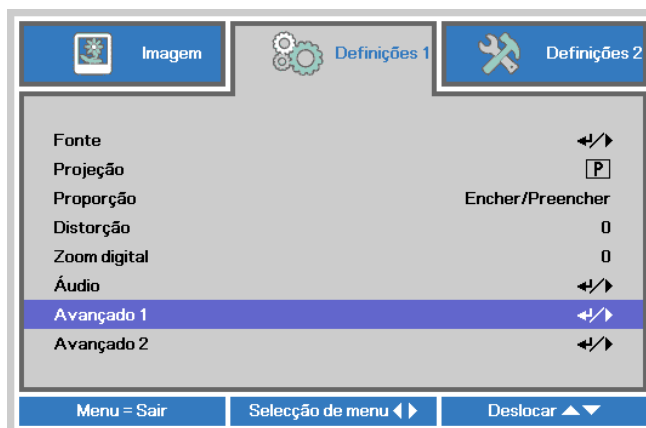 Imagem
Definições 1
Definições 2
Fonte
Projeção P
Proporção Encher/Preencher
Distorção 0
Zoom digital 0
Áudio
Avançado 1
Avançado 2
Menu = Sair Selecção de menu Deslocar